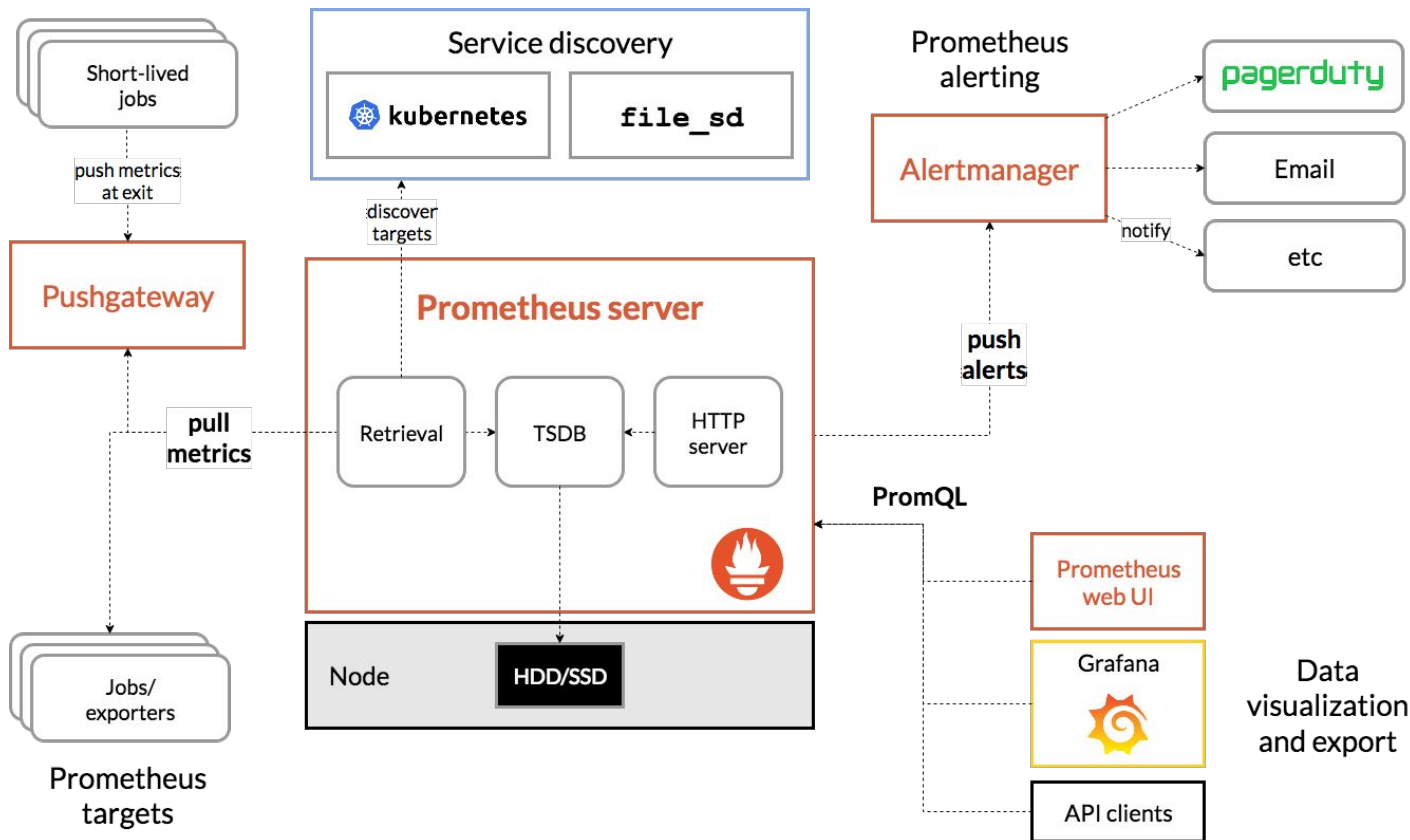 Short-lived
jobs
push metrics
at exit
Pushgateway
pull
metrics
Jobs/
exporters
Prometheus
targets
Service discovery
kubernetes
file_sd
discover
targets
Prometheus server
Retrieval
TSDB
HTTP
server
Node
HDD/SSD
Prometheus
alerting
Alertmanager
pagerduty
Email
notify
etc
push
alerts
PromQL
Prometheus
web UI
Grafana
API clients
Data
visualization
and export